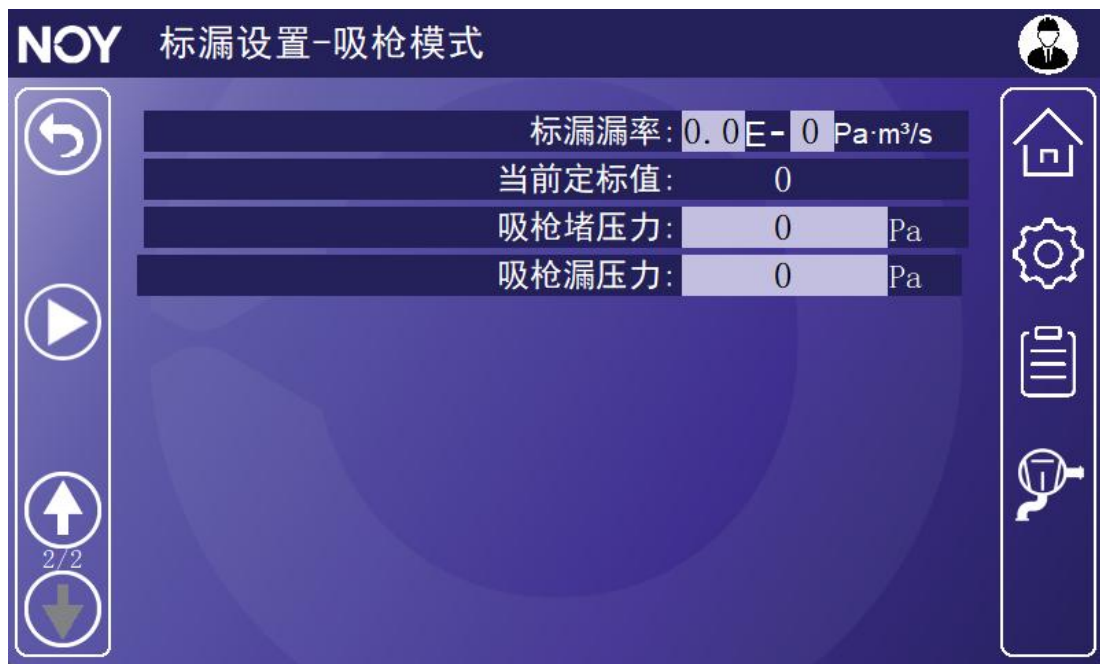 NOY 标漏设置-吸枪模式
标漏漏率: 0.0E- 0 Pa·m³/s
当前定标值: 0
吸枪堵压力: 0 Pa
吸枪漏压力: 0 Pa
2/2